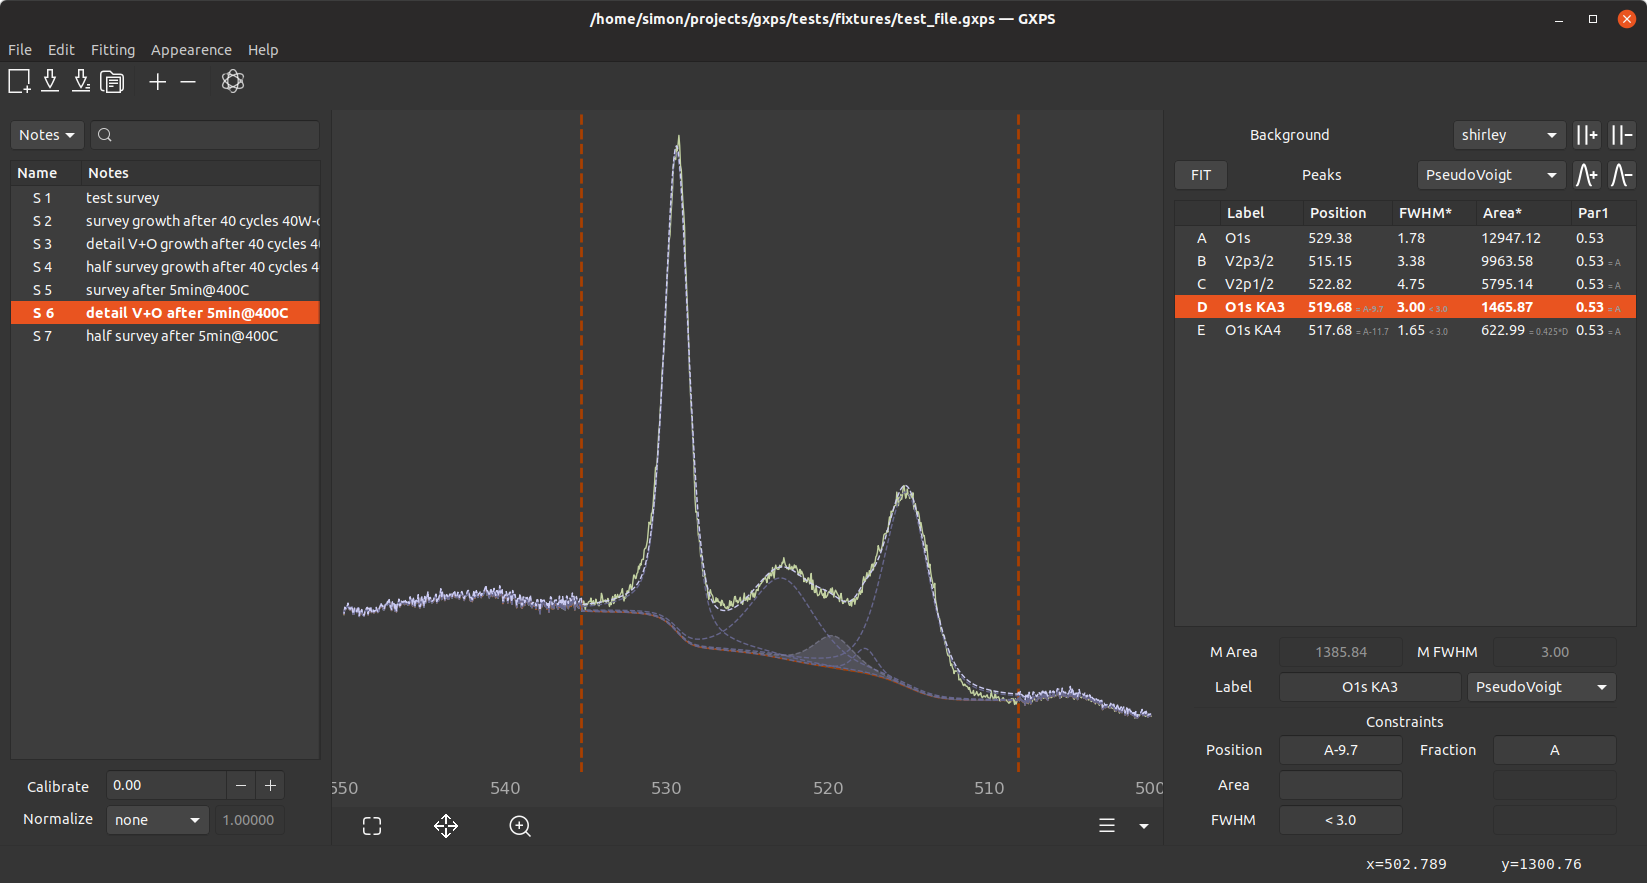 /home/simon/projects/gxps/tests/fixtures/test_file.gxps — GXPS
File Edit Fitting Appearence Help
Notes
Name Notes
S 1 test survey
S 2 survey growth after 40 cycles 40W-
S 3 detail V+O growth after 40 cycles 4
S 4 half survey growth after 40 cycles 4
S 5 survey after 5min@400C
S 6 detail V+O after 5min@400C
S 7 half survey after 5min@400C
Calibrate 0.00
Normalize none 1.00000
550 540 530 520 510 500
Background shirley
FIT Peaks PseudoVoigt
Label Position FWHM* Area* Par1
A O1s 529.38 1.78 12947.12 0.53
B V2p3/2 515.15 3.38 9963.58 0.53 = A
C V2p1/2 522.82 4.75 5795.14 0.53 = A
D O1s KA3 519.68 = A-9.7 3.00 < 3.0 1465.87 0.53 = A
E O1s KA4 517.68 = A-11.7 1.65 < 3.0 622.99 = 0.425*D 0.53 = A
M Area 1385.84 M FWHM 3.00
Label O1s KA3 PseudoVoigt
Constraints
Position A-9.7 Fraction A
Area
FWHM < 3.0
x=502.789 y=1300.76